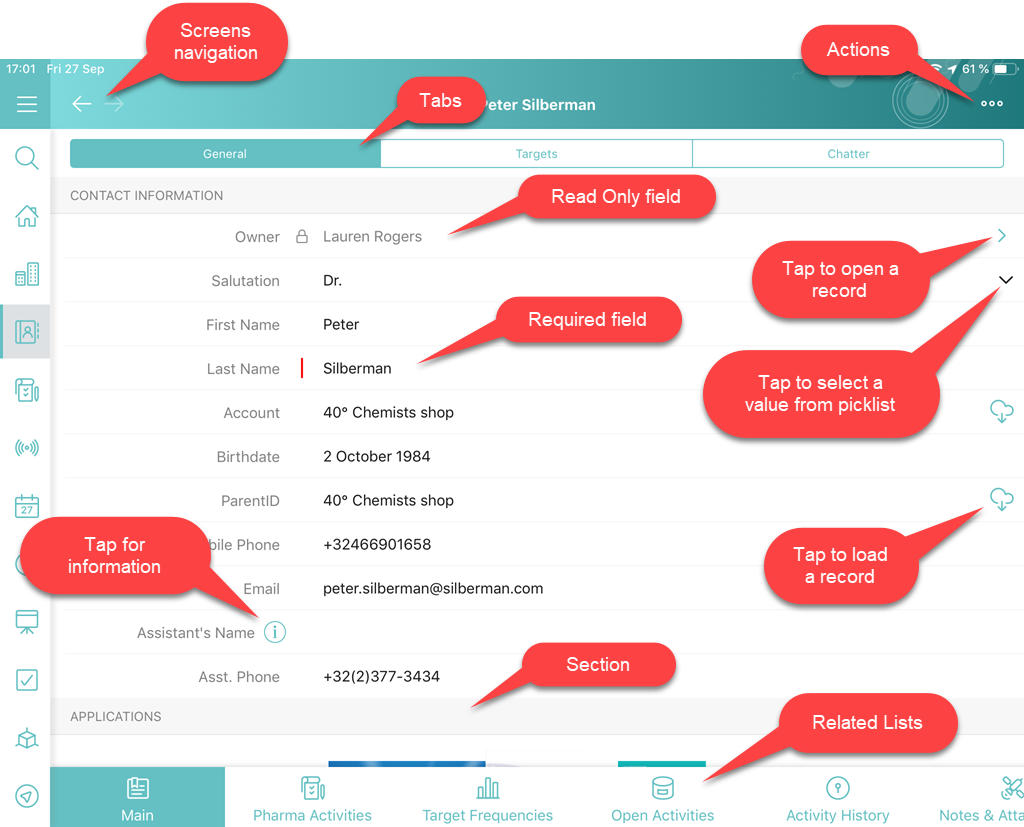 Screens
navigation
Actions
17:01 Fri 27 Sep
61 %
Tabs
Peter Silberman
General
Targets
Chatter
CONTACT INFORMATION
Read Only field
Owner
Lauren Rogers
Tap to open a
record
Salutation
Dr.
First Name
Peter
Required field
Last Name
Silberman
Tap to select a
value from picklist
Account
40° Chemists shop
Birthdate
2 October 1984
ParentID
40° Chemists shop
27
Tap for
information
bile Phone
+32466901658
Tap to load
a record
Email
peter.silberman@silberman.com
Assistant's Name
Asst. Phone
+32(2)377-3434
Section
APPLICATIONS
Related Lists
Main
Pharma Activities
Target Frequencies
Open Activities
Activity History
Notes & Atta